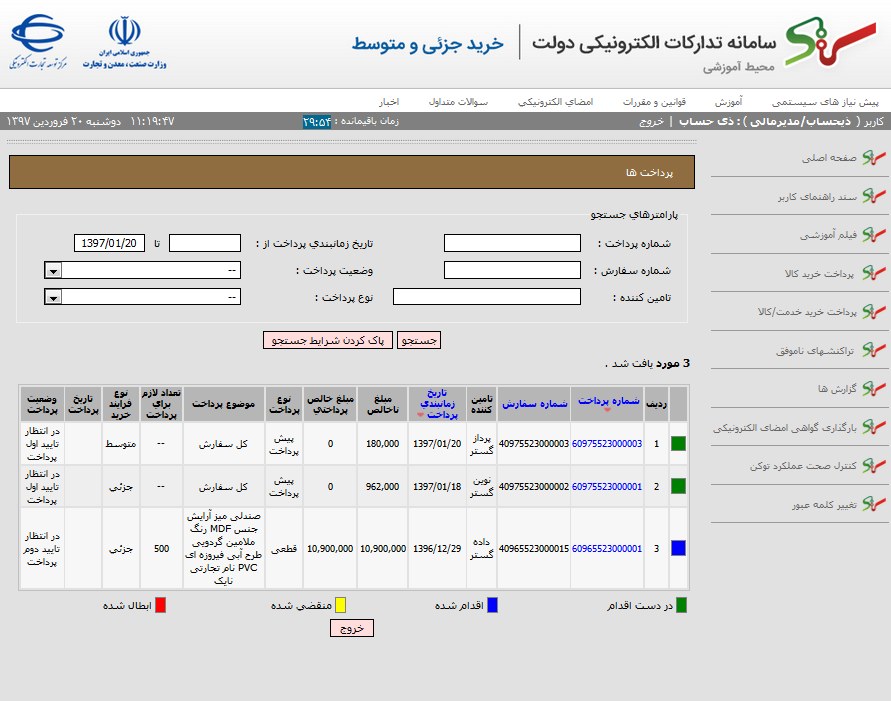 سامانه تدارکات الکترونیکی دولت
محیط آموزشی
خرید جزئی و متوسط
جمهوری اسلامی ایران
وزارت صنعت، معدن و تجارت
مرکز توسعه تجارت الکترونیکی
پیش نیاز های سیستمی آموزش قوانین و مقررات امضای الکترونیکی سوالات متداول اخبار
کاربر ( ذیحساب/مدیرمالی ) : ذی حساب | خروج زمان باقیمانده : ۲۹:۵۴ ۱۱:۱۹:۴۷ دوشنبه ۲۰ فروردین ۱۳۹۷
صفحه اصلی
سند راهنمای کاربر
فیلم آموزشی
پرداخت خرید کالا
پرداخت خرید خدمت/کالا
تراکنشهای ناموفق
گزارش ها
بارگذاری گواهی امضای الکترونیکی
کنترل صحت عملکرد توکن
تغییر کلمه عبور
پرداخت ها
پارامترهاي جستجو
شماره پرداخت : تاریخ زمانبندي پرداخت از : تا 1397/01/20
شماره سفارش : وضعیت پرداخت : --
تامین کننده : نوع پرداخت : --
جستجو پاک کردن شرایط جستجو
3 مورد یافت شد .
ردیف شماره پرداخت شماره سفارش تامین کننده تاریخ زمانبندي پرداخت مبلغ ناخالص مبلغ خالص پرداختي نوع پرداخت موضوع پرداخت تعداد لازم برای پرداخت نوع فرایند خرید تاریخ پرداخت وضعیت پرداخت
1 60975523000003 40975523000003 پرداز گستر 1397/01/20 180,000 0 پیش پرداخت کل سفارش -- متوسط در انتظار تایید اول پرداخت
2 60975523000001 40975523000002 نوین گستر 1397/01/18 962,000 0 پیش پرداخت کل سفارش -- جزئی در انتظار تایید اول پرداخت
3 60965523000001 40965523000015 داده گستر 1396/12/29 10,900,000 10,900,000 قطعی صندلی میز آرایش جنس MDF رنگ ملامین گردویی طرح آبی فیروزه ای PVC نام تجارتی نایک 500 جزئی در انتظار تایید دوم پرداخت
در دست اقدام اقدام شده منقضي شده ابطال شده
خروج